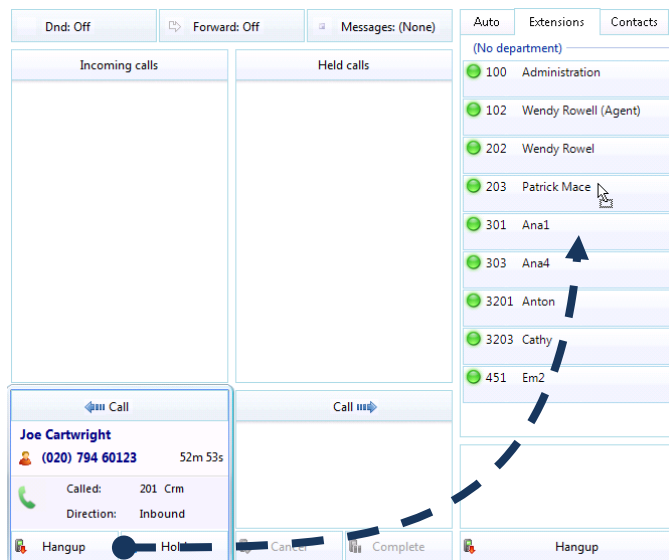 Dnd: Off
Forward: Off
Messages: (None)
Auto
Extensions
Contacts
(No department)
Incoming calls
Held calls
100 Administration
102 Wendy Rowell (Agent)
202 Wendy Rowel
203 Patrick Mace
301 Ana1
303 Ana4
3201 Anton
3203 Cathy
451 Em2
Call
Call
Joe Cartwright
(020) 794 60123
52m 53s
Called: 201 Crm
Direction: Inbound
Hangup
Hold
Cancel
Complete
Hangup